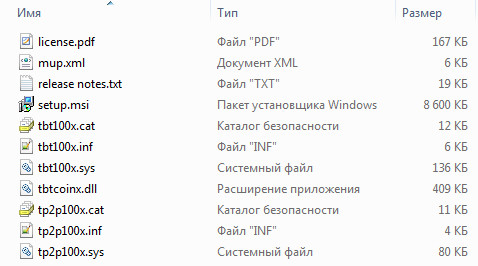 Имя Тип Размер
license.pdf Файл "PDF" 167 КБ
mup.xml Документ XML 6 КБ
release notes.txt Файл "TXT" 19 КБ
setup.msi Пакет установщика Windows 8 600 КБ
tbt100x.cat Каталог безопасности 12 КБ
tbt100x.inf Файл "INF" 6 КБ
tbt100x.sys Системный файл 136 КБ
tbtcoinx.dll Расширение приложения 409 КБ
tp2p100x.cat Каталог безопасности 11 КБ
tp2p100x.inf Файл "INF" 4 КБ
tp2p100x.sys Системный файл 80 КБ